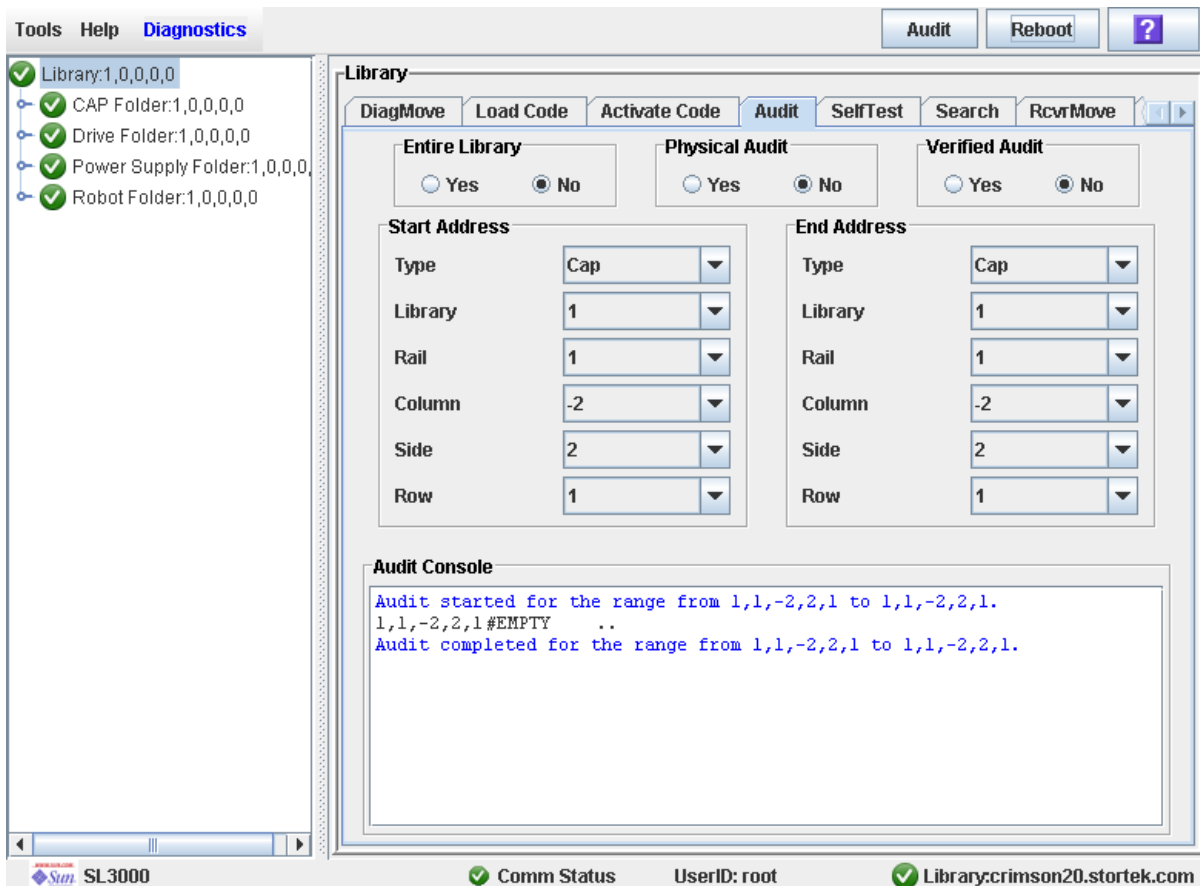 Tools Help Diagnostics Audit Reboot ?
Library:1,0,0,0,0
CAP Folder:1,0,0,0,0
Drive Folder:1,0,0,0,0
Power Supply Folder:1,0,0,0,
Robot Folder:1,0,0,0,0
Library
DiagMove Load Code Activate Code Audit SelfTest Search RcvrMove
Entire Library Physical Audit Verified Audit
Yes No Yes No Yes No
Start Address End Address
Type Cap Type Cap
Library 1 Library 1
Rail 1 Rail 1
Column -2 Column -2
Side 2 Side 2
Row 1 Row 1
Audit Console
Audit started for the range from 1,1,-2,2,1 to 1,1,-2,2,1.
1,1,-2,2,1#EMPTY ..
Audit completed for the range from 1,1,-2,2,1 to 1,1,-2,2,1.
Sun SL3000 Comm Status UserID: root Library:crimson20.stortek.com